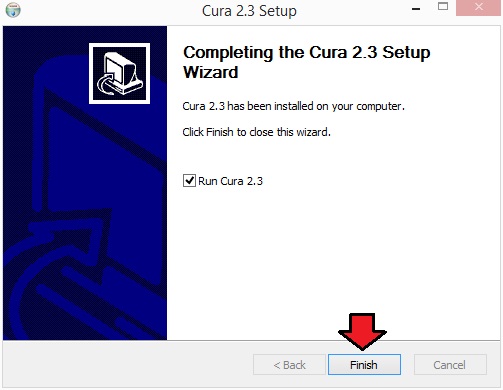 Cura 2.3 Setup
Completing the Cura 2.3 Setup
Wizard
Cura 2.3 has been installed on your computer.
Click Finish to close this wizard.
Run Cura 2.3
< Back
Finish
Cancel